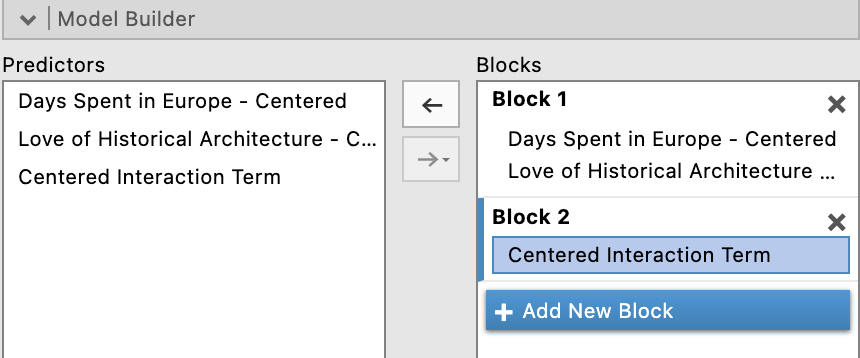 Model Builder
Predictors
Days Spent in Europe - Centered
Love of Historical Architecture - C...
Centered Interaction Term
Blocks
Block 1
Days Spent in Europe - Centered
Love of Historical Architecture ...
Block 2
Centered Interaction Term
Add New Block